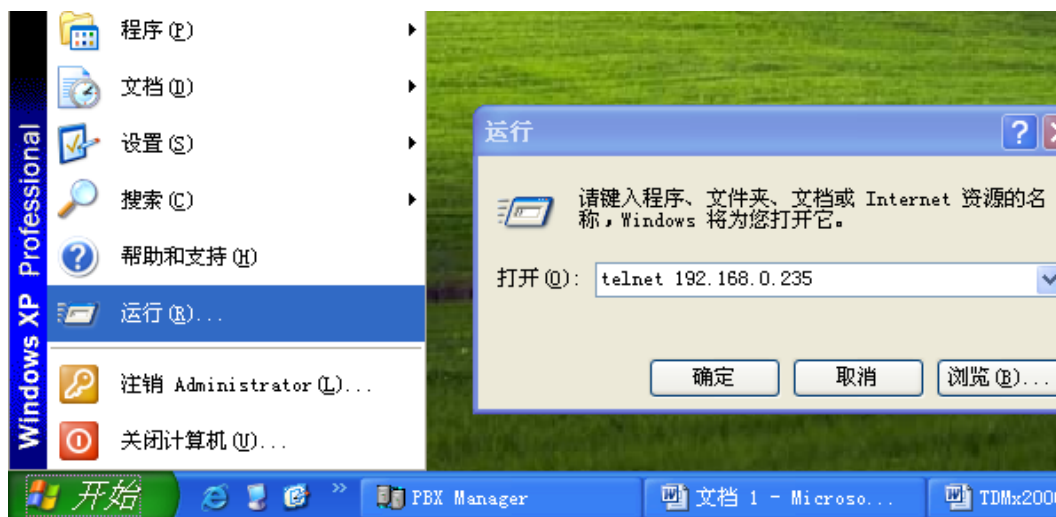 Windows XP Professional
程序(P)
文档(D)
设置(S)
搜索(C)
帮助和支持(H)
运行(R)...
注销 Administrator(L)...
关闭计算机(U)...
运行
请键入程序、文件夹、文档或 Internet 资源的名
称，Windows 将为您打开它。
打开(O): telnet 192.168.0.235
确定 取消 浏览(B)...
开始 PBX Manager 文档 1 - Microso... TDMx200